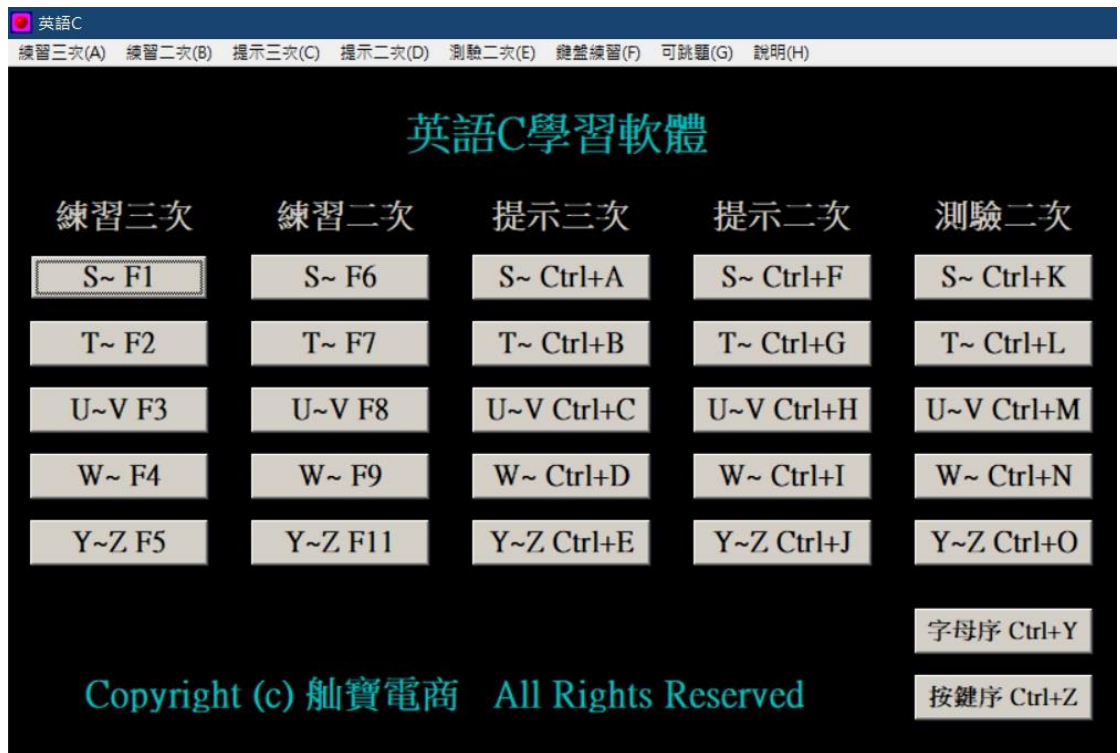 英語C
練習三次(A) 練習二次(B) 提示三次(C) 提示二次(D) 測驗二次(E) 鍵盤練習(F) 可跳題(G) 說明(H)
英語C學習軟體
練習三次 練習二次 提示三次 提示二次 測驗二次
S~ F1 S~ F6 S~ Ctrl+A S~ Ctrl+F S~ Ctrl+K
T~ F2 T~ F7 T~ Ctrl+B T~ Ctrl+G T~ Ctrl+L
U~V F3 U~V F8 U~V Ctrl+C U~V Ctrl+H U~V Ctrl+M
W~ F4 W~ F9 W~ Ctrl+D W~ Ctrl+I W~ Ctrl+N
Y~Z F5 Y~Z F11 Y~Z Ctrl+E Y~Z Ctrl+J Y~Z Ctrl+O
字母序 Ctrl+Y
Copyright (c) 舢寶電商 All Rights Reserved
按鍵序 Ctrl+Z